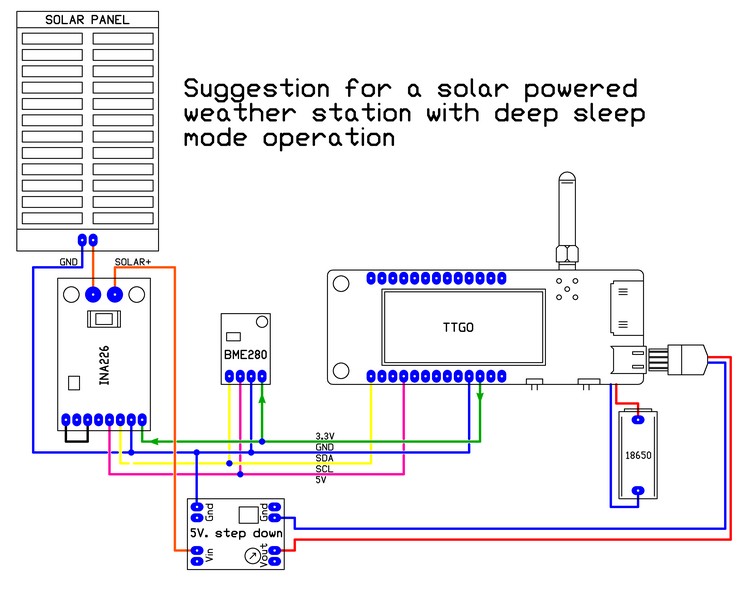 SOLAR PANEL
Suggestion for a solar powered
weather station with deep sleep
mode operation
GND
SOLAR+
INA226
BME280
TTGO
3.3V
GND
SDA
SCL
5V
18650
Gnd
Gnd
5V. step down
Vin
Vout